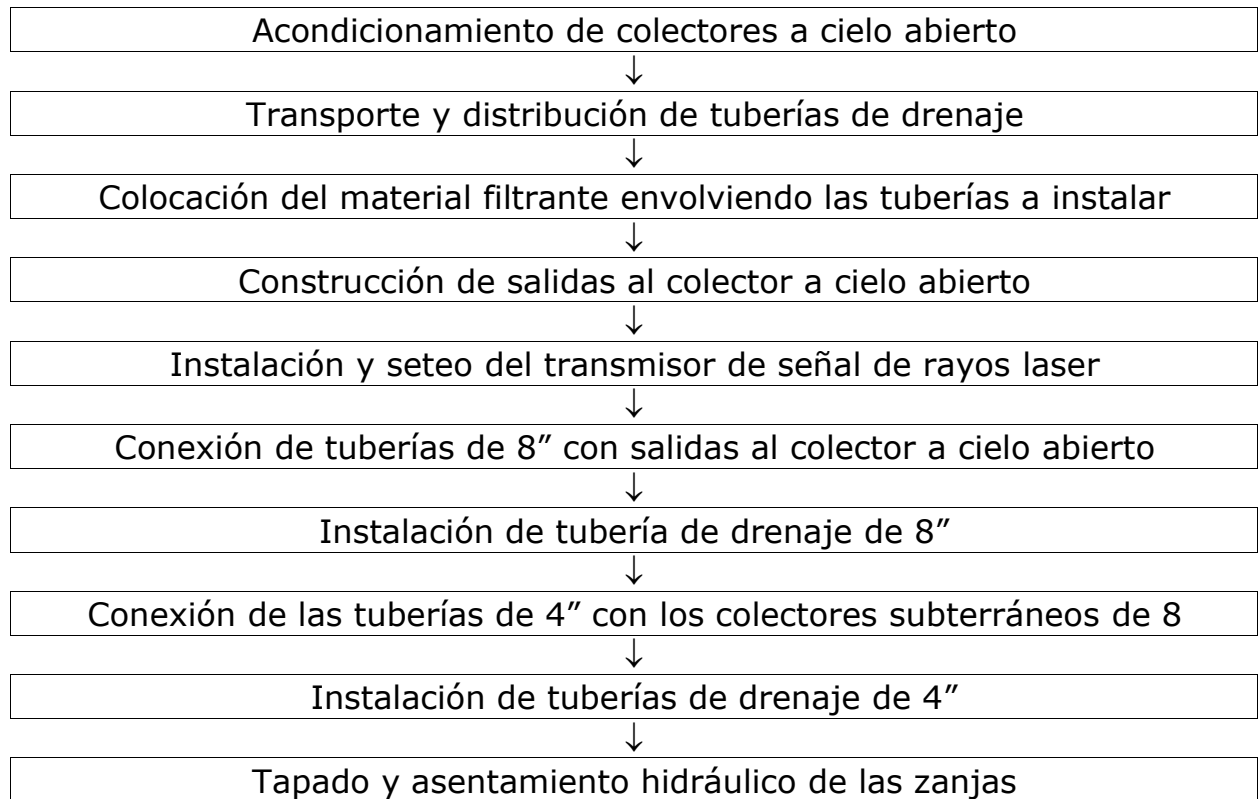 Acondicionamiento de colectores a cielo abierto
↓
Transporte y distribución de tuberías de drenaje
↓
Colocación del material filtrante envolviendo las tuberías a instalar
↓
Construcción de salidas al colector a cielo abierto
↓
Instalación y seteo del transmisor de señal de rayos laser
↓
Conexión de tuberías de 8” con salidas al colector a cielo abierto
↓
Instalación de tubería de drenaje de 8”
↓
Conexión de las tuberías de 4” con los colectores subterráneos de 8
↓
Instalación de tuberías de drenaje de 4”
↓
Tapado y asentamiento hidráulico de las zanjas